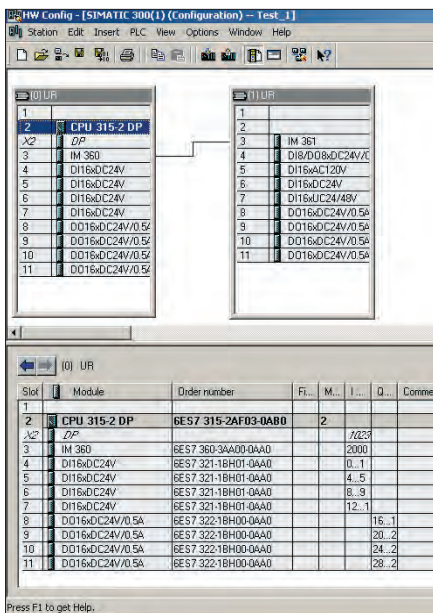 HW Config - [SIMATIC 300(1) (Configuration) -- Test_1]
Station Edit Insert PLC View Options Window Help
(0) UR
1
2 CPU 315-2 DP
X2 DP
3 IM 360
4 DI16xDC24V
5 DI16xDC24V
6 DI16xDC24V
7 DI16xDC24V
8 DO16xDC24V/0.5A
9 DO16xDC24V/0.5A
10 DO16xDC24V/0.5A
11 DO16xDC24V/0.5A
(1) UR
1
2
3 IM 361
4 DI8/DO8xDC24V/0
5 DI16xAC120V
6 DI16xDC24V
7 DI16xUC24/48V
8 DO16xDC24V/0.5A
9 DO16xDC24V/0.5A
10 DO16xDC24V/0.5A
11 DO16xDC24V/0.5A
(0) UR
Slot Module Order number Fi... M... I... Q... Comme
1
2 CPU 315-2 DP 6ES7 315-2AF03-0AB0 2
X2 DP 1023
3 IM 360 6ES7 360-3AA00-0AA0 2000
4 DI16xDC24V 6ES7 321-1BH01-0AA0 0...1
5 DI16xDC24V 6ES7 321-1BH01-0AA0 4...5
6 DI16xDC24V 6ES7 321-1BH01-0AA0 8...9
7 DI16xDC24V 6ES7 321-1BH01-0AA0 12...1
8 DO16xDC24V/0.5A 6ES7 322-1BH00-0AA0 16...1
9 DO16xDC24V/0.5A 6ES7 322-1BH00-0AA0 20...2
10 DO16xDC24V/0.5A 6ES7 322-1BH00-0AA0 24...2
11 DO16xDC24V/0.5A 6ES7 322-1BH00-0AA0 28...2
Press F1 to get Help.